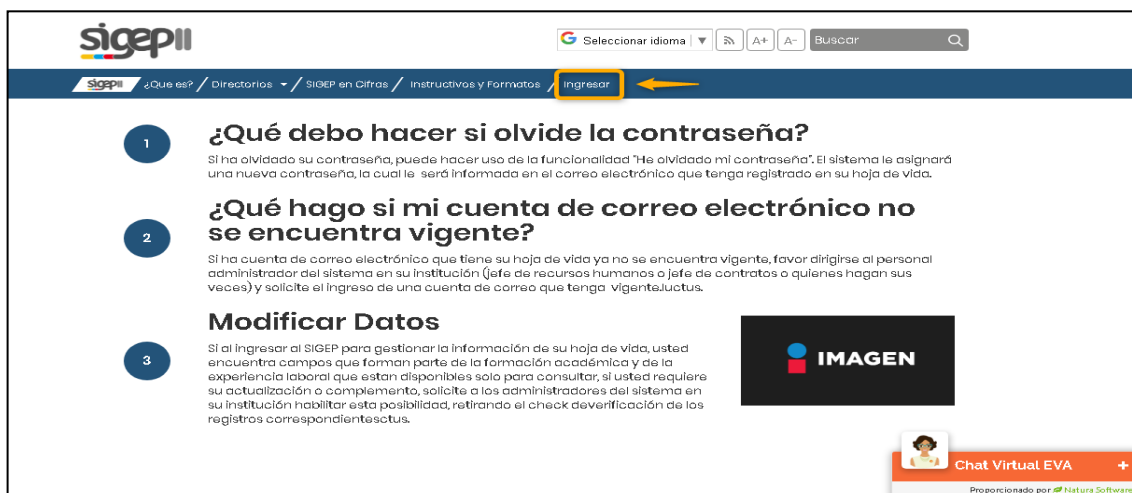 sigepII
Seleccionar idioma ▼ A+ A- Buscar
sigepII ¿Que es? / Directorios / SIGEP en Cifras / Instructivos y Formatos / Ingresar
1
¿Qué debo hacer si olvide la contraseña?
Si ha olvidado su contraseña, puede hacer uso de la funcionalidad "He olvidado mi contraseña". El sistema le asignará
una nueva contraseña, la cual le será informada en el correo electrónico que tenga registrado en su hoja de vida.
¿Qué hago si mi cuenta de correo electrónico no
2
se encuentra vigente?
Si ha cuenta de correo electrónico que tiene su hoja de vida ya no se encuentra vigente, favor dirigirse al personal
administrador del sistema en su institución (jefe de recursos humanos o jefe de contratos o quienes hagan sus
veces) y solicite el ingreso de una cuenta de correo que tenga vigente.luctus.
Modificar Datos
3
Si al ingresar al SIGEP para gestionar la información de su hoja de vida, usted
encuentra campos que forman parte de la formación académica y de la
experiencia laboral que estan disponibles solo para consultar, si usted requiere
su actualización o complemento, solicite a los administradores del sistema en
su institución habilitar esta posibilidad, retirando el check deverificación de los
registros correspondientesctus.
IMAGEN
Chat Virtual EVA +
Proporcionado por Natura Software